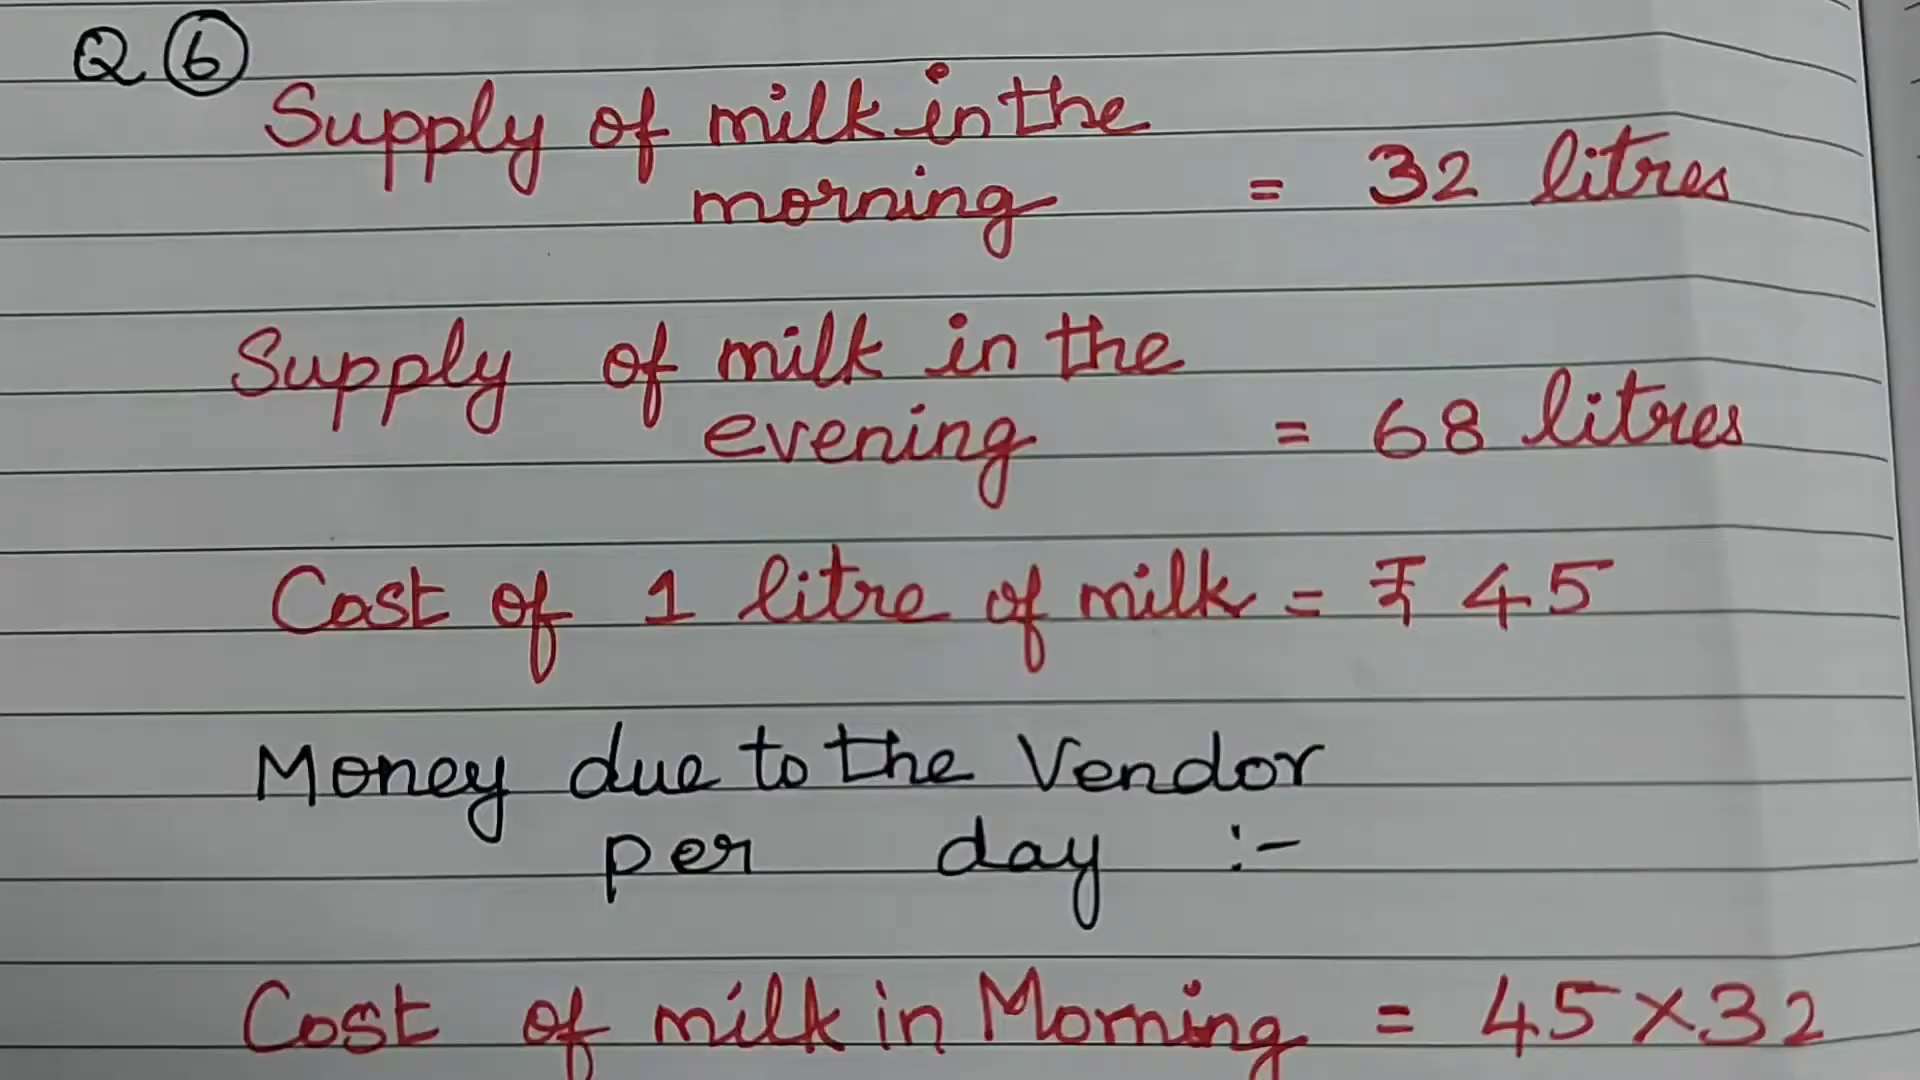 Q 6
Supply of milk in the
morning = 32 litres
Supply of milk in the
evening = 68 litres
Cost of 1 litre of milk = ₹ 45
Money due to the Vendor
per day :-
Cost of milk in Morning = 45 × 32